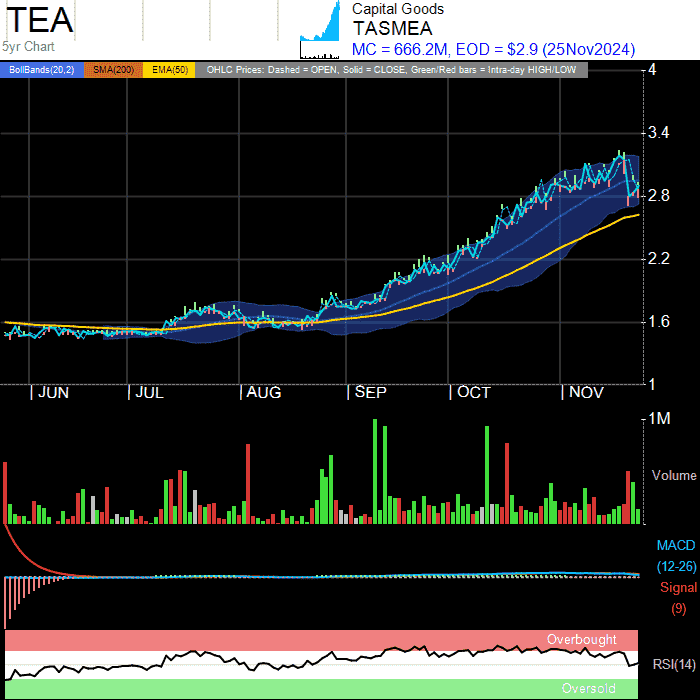 TEA
5yr Chart
Capital Goods
TASMEA
MC = 666.2M, EOD = $2.9 (25Nov2024)
BollBands(20,2) SMA(200) EMA(50) OHLC Prices: Dashed = OPEN, Solid = CLOSE, Green/Red bars = Intra-day HIGH/LOW
4
3.4
2.8
2.2
1.6
1
| JUN | JUL | AUG | SEP | OCT | NOV
1M
Volume
MACD
(12-26)
Signal
(9)
Overbought
RSI(14)
Oversold